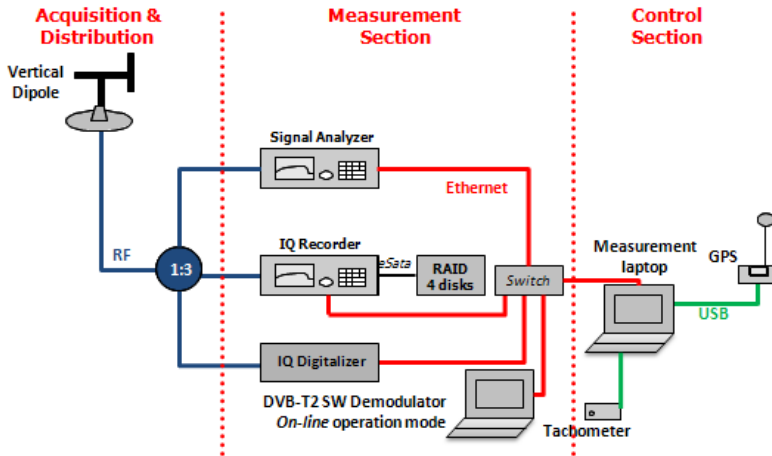 Acquisition &
Distribution
Measurement
Section
Control
Section
Vertical
Dipole
Signal Analyzer
Ethernet
RF
1:3
IQ Recorder
eSata
RAID
4 disks
Switch
Measurement
laptop
GPS
USB
IQ Digitalizer
DVB-T2 SW Demodulator
On-line operation mode
Tachometer